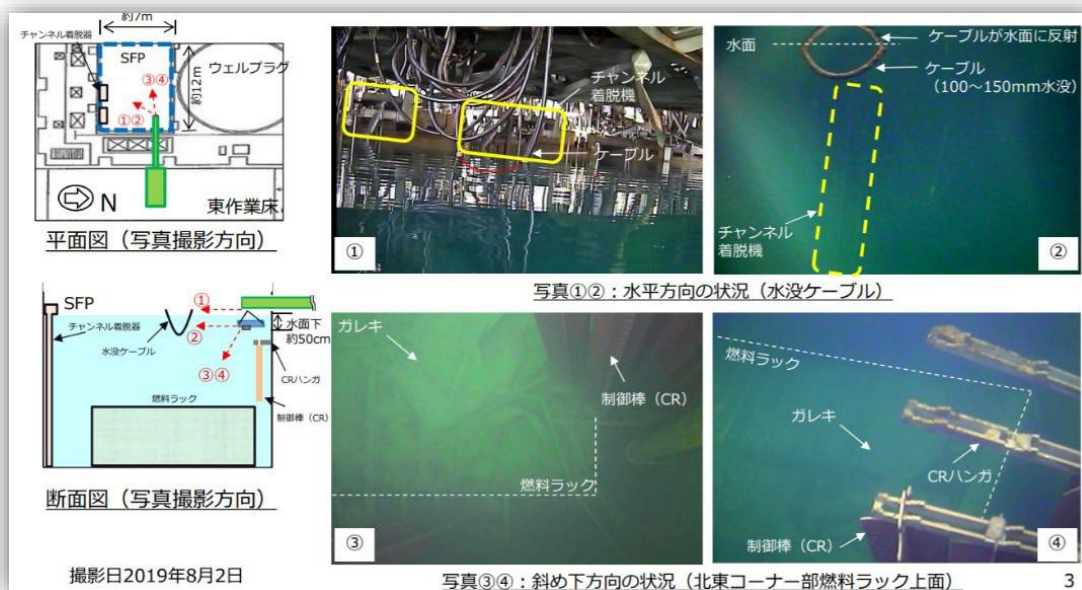 約7m
チャンネル着脱器
SFP
ウェルプラグ
約12m
③④
①②
N
東作業床
平面図（写真撮影方向）
チャンネル
着脱機
ケーブル
①
水面
ケーブルが水面に反射
ケーブル
（100～150mm水没）
チャンネル
着脱機
②
写真①②：水平方向の状況（水没ケーブル）
SFP
チャンネル着脱器
水没ケーブル
①
②
③④
水面下
約50cm
CRハンガ
制御棒（CR）
燃料ラック
断面図（写真撮影方向）
撮影日2019年8月2日
ガレキ
制御棒（CR）
燃料ラック
③
燃料ラック
ガレキ
CRハンガ
制御棒（CR）
④
写真③④：斜め下方向の状況（北東コーナー部燃料ラック上面）
3